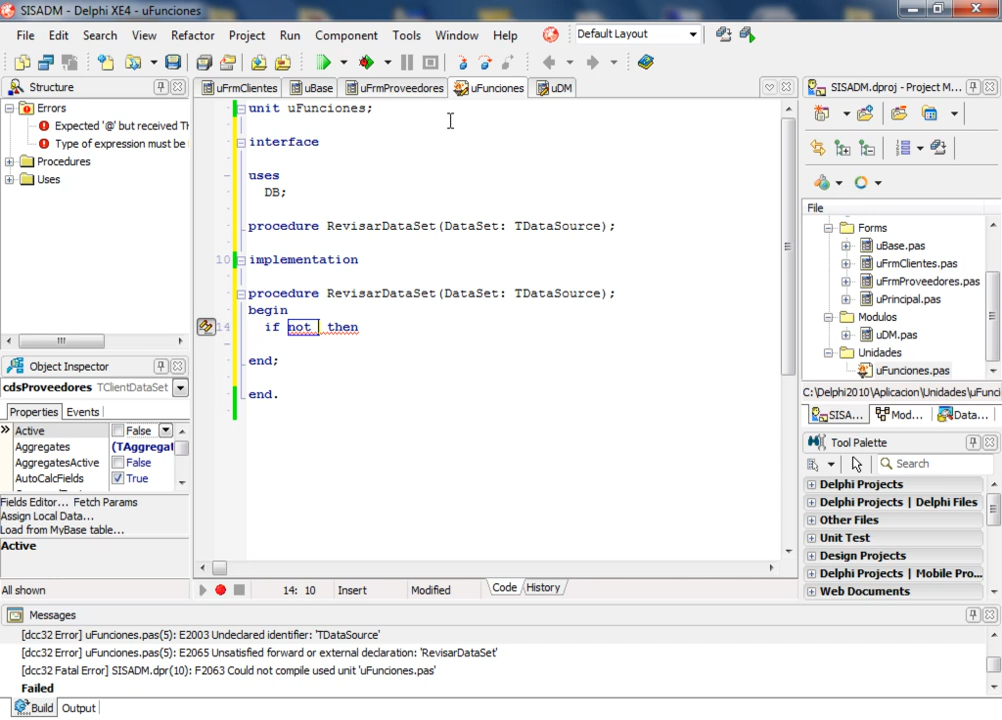 SISADM - Delphi XE4 - uFunciones
File Edit Search View Refactor Project Run Component Tools Window Help
Default Layout
Structure
Errors
Expected '@' but received Th
Type of expression must be
Procedures
Uses
uFrmClientes uBase uFrmProveedores uFunciones uDM
unit uFunciones;
interface
uses
DB;
procedure RevisarDataSet(DataSet: TDataSource);
10 implementation
procedure RevisarDataSet(DataSet: TDataSource);
begin
14 if not then
end;
end.
14: 10 Insert Modified Code History
SISADM.dproj - Project M...
File
Forms
uBase.pas
uFrmClientes.pas
uFrmProveedores.pas
uPrincipal.pas
Modulos
uDM.pas
Unidades
uFunciones.pas
C:\Delphi2010\Aplicacion\Unidades\uFunci
SISA... Mod... Data...
Object Inspector
cdsProveedores TClientDataSet
Properties Events
Active False
Aggregates (TAggregat
AggregatesActive False
AutoCalcFields True
Fields Editor... Fetch Params
Assign Local Data...
Load from MyBase table...
Active
All shown
Tool Palette
Search
Delphi Projects
Delphi Projects | Delphi Files
Other Files
Unit Test
Design Projects
Delphi Projects | Mobile Pro...
Web Documents
Messages
[dcc32 Error] uFunciones.pas(5): E2003 Undeclared identifier: 'TDataSource'
[dcc32 Error] uFunciones.pas(5): E2065 Unsatisfied forward or external declaration: 'RevisarDataSet'
[dcc32 Fatal Error] SISADM.dpr(10): F2063 Could not compile used unit 'uFunciones.pas'
Failed
Build Output